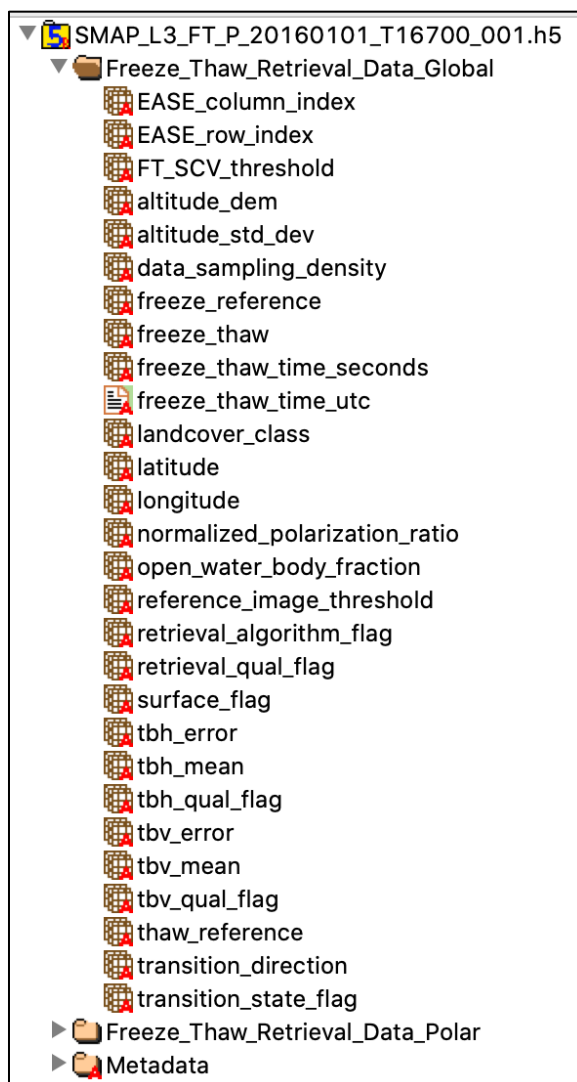 SMAP_L3_FT_P_20160101_T16700_001.h5
Freeze_Thaw_Retrieval_Data_Global
EASE_column_index
EASE_row_index
FT_SCV_threshold
altitude_dem
altitude_std_dev
data_sampling_density
freeze_reference
freeze_thaw
freeze_thaw_time_seconds
freeze_thaw_time_utc
landcover_class
latitude
longitude
normalized_polarization_ratio
open_water_body_fraction
reference_image_threshold
retrieval_algorithm_flag
retrieval_qual_flag
surface_flag
tbh_error
tbh_mean
tbh_qual_flag
tbv_error
tbv_mean
tbv_qual_flag
thaw_reference
transition_direction
transition_state_flag
Freeze_Thaw_Retrieval_Data_Polar
Metadata